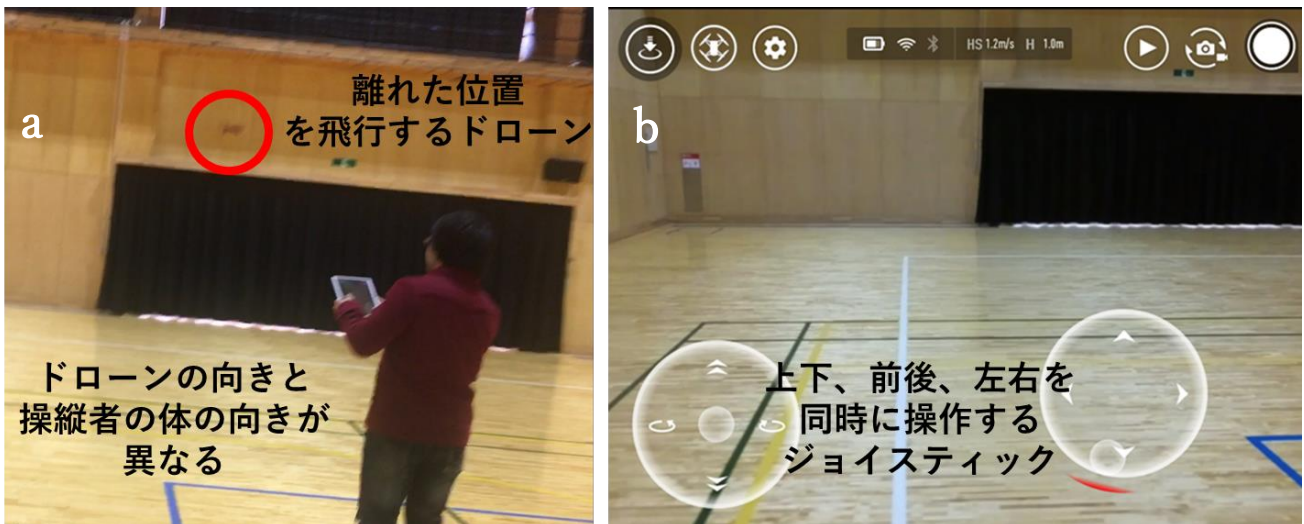 a
離れた位置
を飛行するドローン
ドローンの向きと
操縦者の体の向きが
異なる
b
HS 1.2m/s H 1.0m
上下、前後、左右を
同時に操作する
ジョイスティック